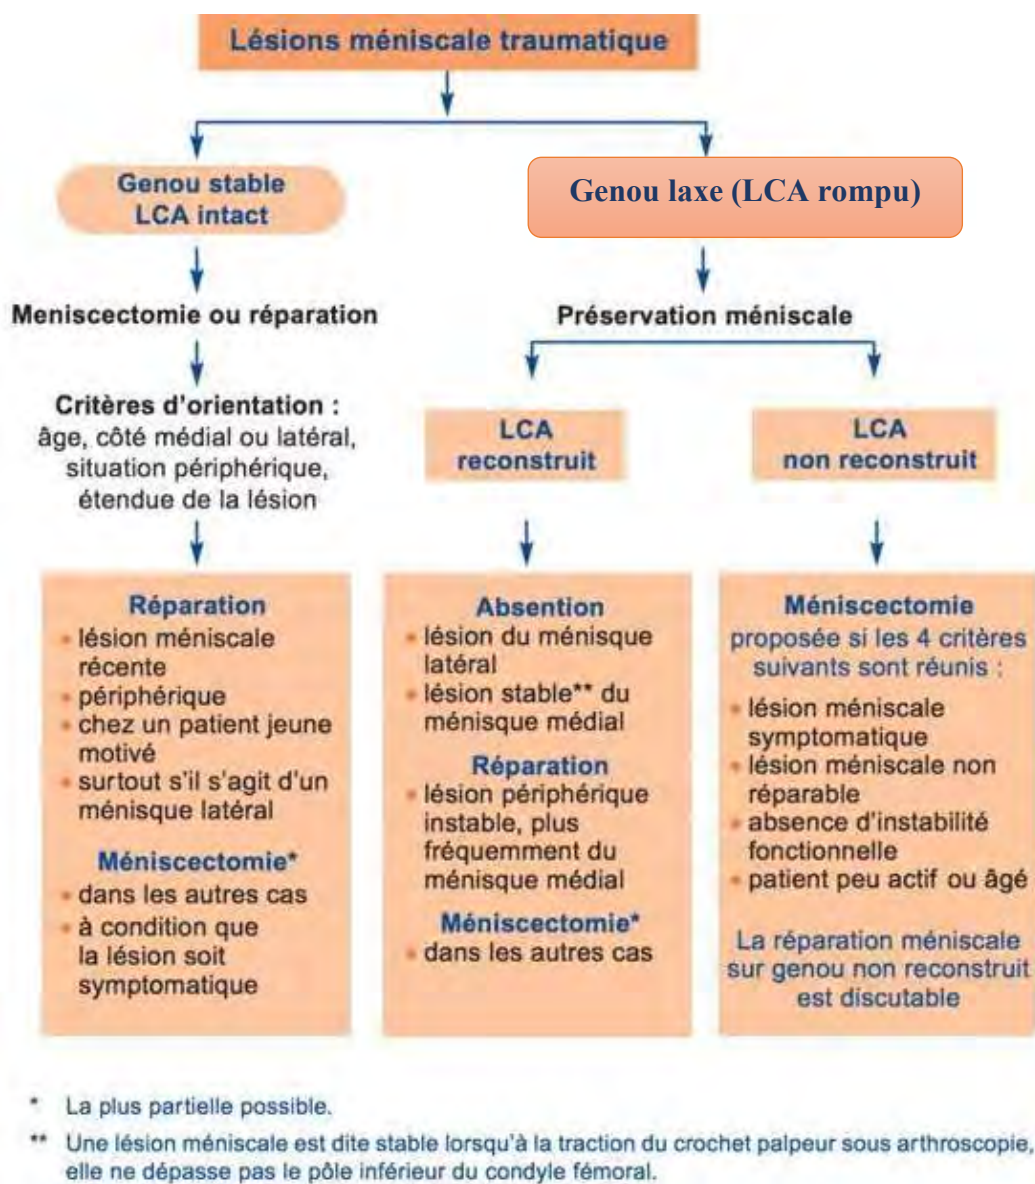 Lésions méniscale traumatique
Genou stable
LCA intact
Genou laxe (LCA rompu)
Meniscectomie ou réparation
Préservation méniscale
Critères d'orientation :
âge, côté médial ou latéral,
situation périphérique,
étendue de la lésion
LCA
reconstruit
LCA
non reconstruit
Réparation
• lésion méniscale
récente
• périphérique
• chez un patient jeune
motivé
• surtout s'il s'agit d'un
ménisque latéral
Méniscectomie*
• dans les autres cas
• à condition que
la lésion soit
symptomatique
Absention
• lésion du ménisque
latéral
• lésion stable** du
ménisque médial
Réparation
• lésion périphérique
instable, plus
fréquemment du
ménisque médial
Méniscectomie*
• dans les autres cas
Méniscectomie
proposée si les 4 critères
suivants sont réunis :
• lésion méniscale
symptomatique
• lésion méniscale non
réparable
• absence d'instabilité
fonctionnelle
• patient peu actif ou âgé
La réparation méniscale
sur genou non reconstruit
est discutable
* La plus partielle possible.
** Une lésion méniscale est dite stable lorsqu'à la traction du crochet palpeur sous arthroscopie,
elle ne dépasse pas le pôle inférieur du condyle fémoral.